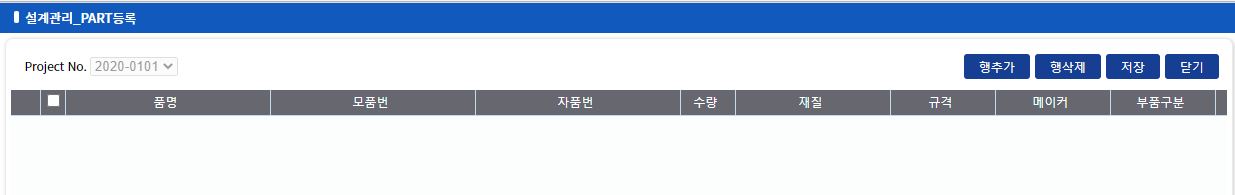 설계관리_PART등록
Project No. 2020-0101 행추가 행삭제 저장 닫기
품명 모품번 자품번 수량 재질 규격 메이커 부품구분